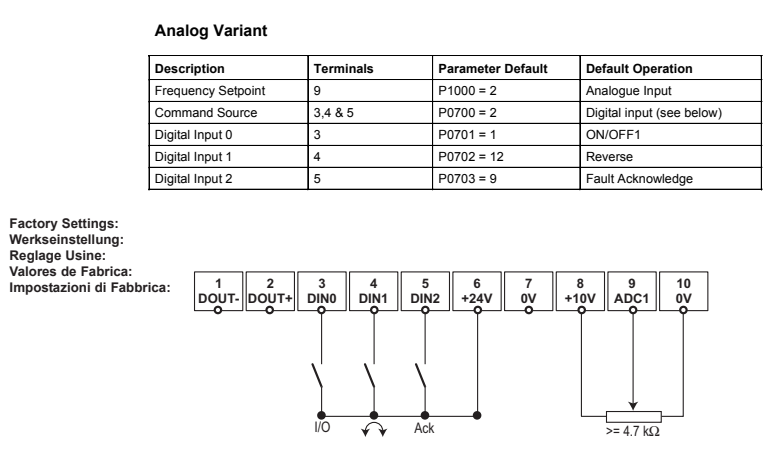 Analog Variant
Description Terminals Parameter Default Default Operation
Frequency Setpoint 9 P1000 = 2 Analogue Input
Command Source 3,4 & 5 P0700 = 2 Digital input (see below)
Digital Input 0 3 P0701 = 1 ON/OFF1
Digital Input 1 4 P0702 = 12 Reverse
Digital Input 2 5 P0703 = 9 Fault Acknowledge
Factory Settings:
Werkseinstellung:
Reglage Usine:
Valores de Fabrica:
Impostazioni di Fabbrica:
1 2 3 4 5 6 7 8 9 10
DOUT- DOUT+ DIN0 DIN1 DIN2 +24V 0V +10V ADC1 0V
I/O Ack >= 4.7 kΩ